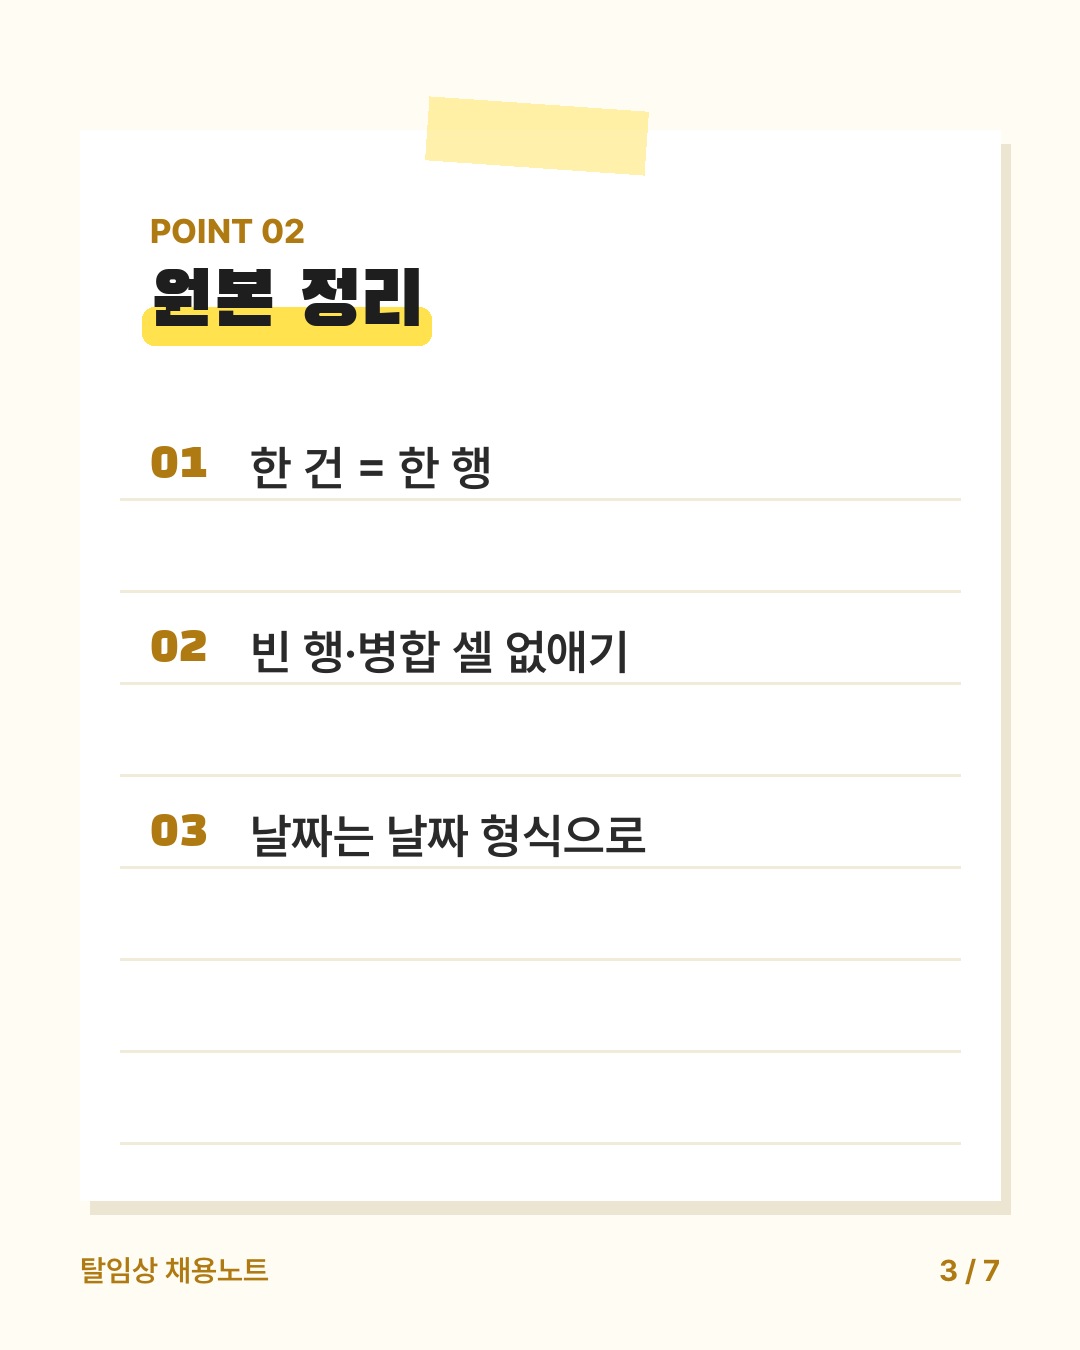 POINT 02
원본 정리
01 한 건 = 한 행
02 빈 행·병합 셀 없애기
03 날짜는 날짜 형식으로
탈임상 채용노트
3 / 7